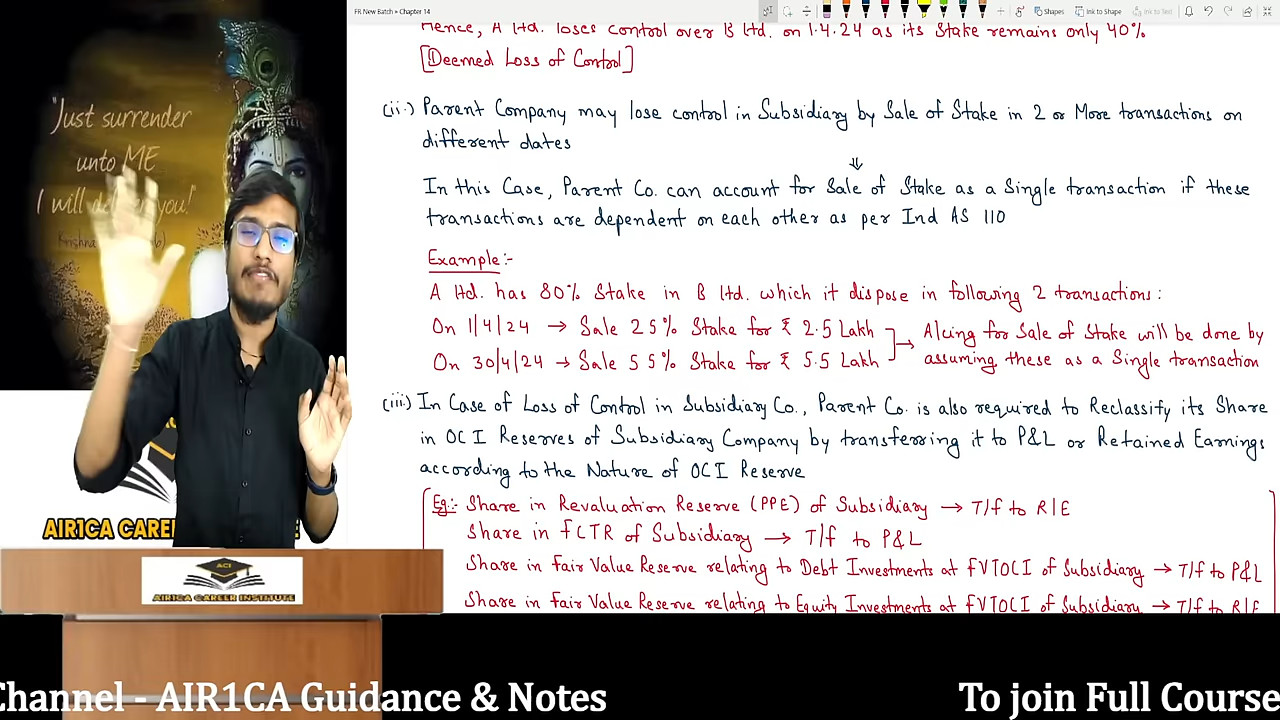 FR New Batch » Chapter 14
Shapes
Ink to Shape
Ink to Text
Hence, A Ltd. loses control over B Ltd. on 1.4.24 as its Stake remains only 40%
[Deemed Loss of Control]
(ii) Parent Company may lose control in Subsidiary by Sale of Stake in 2 or More transactions on
different dates
⇓
In this Case, Parent Co. can account for Sale of Stake as a Single transaction if these
transactions are dependent on each other as per Ind AS 110
Example:-
A Ltd. has 80% Stake in B Ltd. which it dispose in following 2 transactions:
On 1/4/24 → Sale 25% Stake for ₹ 2.5 Lakh
On 30/4/24 → Sale 55% Stake for ₹ 5.5 Lakh
→ A/cing for Sale of Stake will be done by
assuming these as a Single transaction
(iii) In Case of Loss of Control in Subsidiary Co., Parent Co. is also required to Reclassify its Share
in OCI Reserves of Subsidiary Company by transferring it to P&L or Retained Earnings
according to the Nature of OCI Reserve
Eg:- Share in Revaluation Reserve (PPE) of Subsidiary → T/f to R/E
Share in FCTR of Subsidiary → T/f to P&L
Share in Fair Value Reserve relating to Debt Investments at FVTOCI of Subsidiary → T/f to P&L
Share in Fair Value Reserve relating to Equity Investments at FVTOCI of Subsidiary → T/f to R/E
"Just surrender
unto ME
I will you!"
AIR1CA CAREE
E
ACI
AIR1CA CAREER INSTITUTE
Channel - AIR1CA Guidance & Notes
To join Full Course